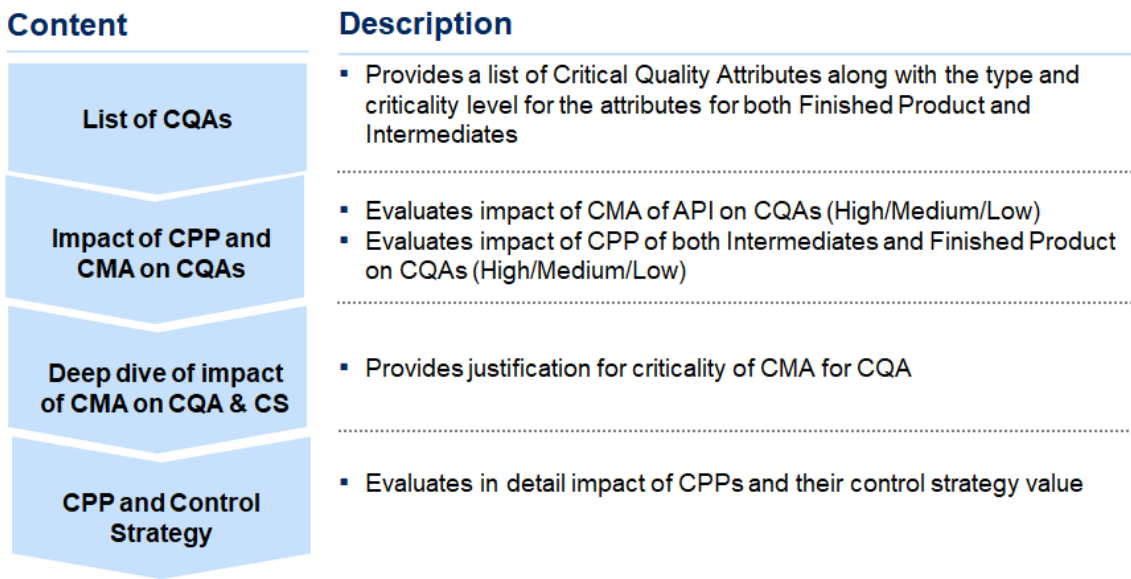 Content
Description
List of CQAs
▪ Provides a list of Critical Quality Attributes along with the type and
criticality level for the attributes for both Finished Product and
Intermediates
Impact of CPP and
CMA on CQAs
▪ Evaluates impact of CMA of API on CQAs (High/Medium/Low)
▪ Evaluates impact of CPP of both Intermediates and Finished Product
on CQAs (High/Medium/Low)
Deep dive of impact
of CMA on CQA & CS
▪ Provides justification for criticality of CMA for CQA
CPP and Control
Strategy
▪ Evaluates in detail impact of CPPs and their control strategy value